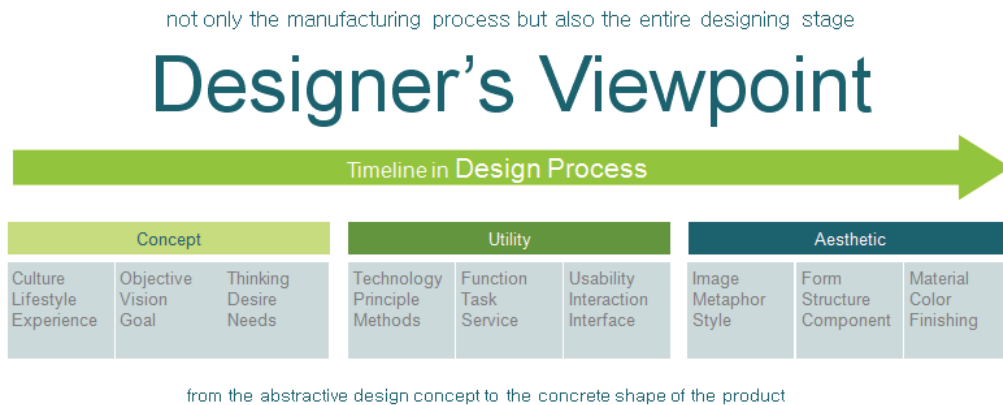 not only the manufacturing process but also the entire designing stage
Designer's Viewpoint
Timeline in Design Process
Concept
Culture
Lifestyle
Experience
Objective
Vision
Goal
Thinking
Desire
Needs
Utility
Technology
Principle
Methods
Function
Task
Service
Usability
Interaction
Interface
Aesthetic
Image
Metaphor
Style
Form
Structure
Component
Material
Color
Finishing
from the abstractive design concept to the concrete shape of the product